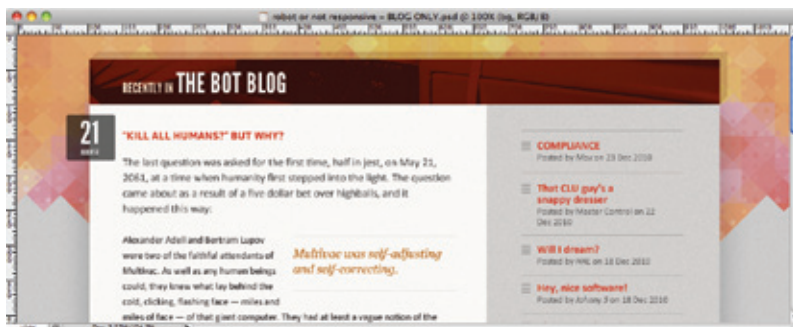 robot or not responsive – BLOG ONLY.psd @ 100% (bg, RGB/8)
RECENTLY IN THE BOT BLOG
21
"KILL ALL HUMANS?" BUT WHY?
The last question was asked for the first time, half in jest, on May 21,
2061, at a time when humanity first stepped into the light. The question
came about as a result of a five dollar bet over highballs, and it
happened this way:
Alexander Adell and Bertram Lupov
were two of the faithful attendants of
Multivac. As well as any human beings
could, they knew what lay behind the
cold, clicking, flashing face — miles and
miles of face — of that giant computer. They had at least a vague notion of the
Multivac was self-adjusting
and self-correcting.
COMPLIANCE
Posted by on 23 Dec 2010
That CLU guy's a
snappy dresser
Posted by Master Control on 22
Dec 2010
Will I dream?
Posted by HAL on 18 Dec 2010
Hey, nice software!
Posted by Johnny 5 on 18 Dec 2010